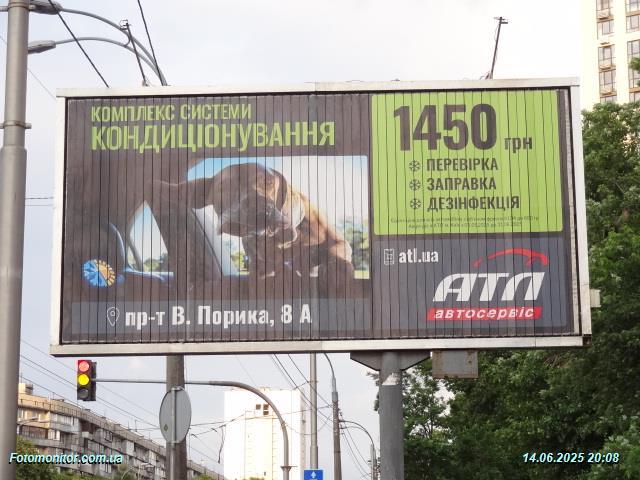 КОМПЛЕКС СИСТЕМИ
КОНДИЦІОНУВАННЯ
1450 грн
ПЕРЕВІРКА
ЗАПРАВКА
ДЕЗІНФЕКЦІЯ
atl.ua
АТЛ
автосервіс
пр-т В. Порика, 8 А
Fotomonitor.com.ua
14.06.2025 20:08